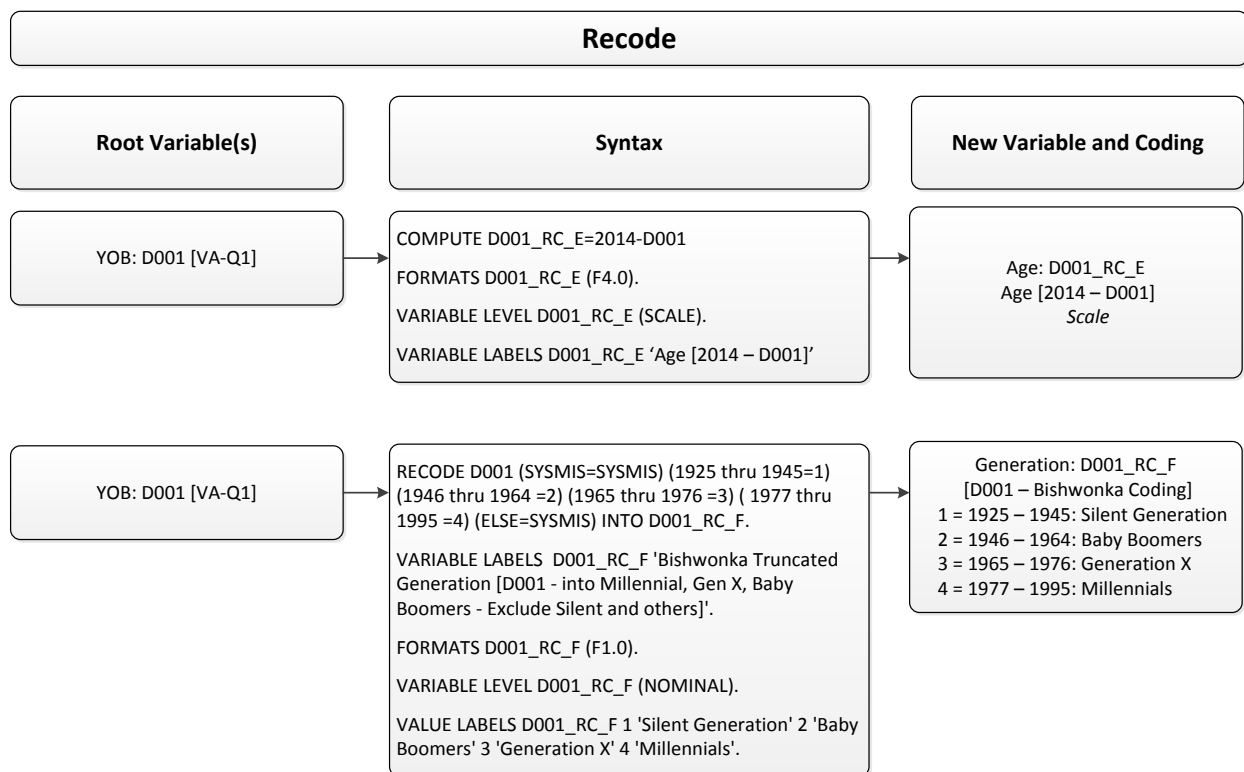 Recode
Root Variable(s)
Syntax
New Variable and Coding
YOB: D001 [VA-Q1]
COMPUTE D001_RC_E=2014-D001
FORMATS D001_RC_E (F4.0).
VARIABLE LEVEL D001_RC_E (SCALE).
VARIABLE LABELS D001_RC_E ‘Age [2014 – D001]’
Age: D001_RC_E
Age [2014 – D001]
Scale
YOB: D001 [VA-Q1]
RECODE D001 (SYSMIS=SYSMIS) (1925 thru 1945=1)
(1946 thru 1964 =2) (1965 thru 1976 =3) ( 1977 thru
1995 =4) (ELSE=SYSMIS) INTO D001_RC_F.
VARIABLE LABELS  D001_RC_F 'Bishwonka Truncated
Generation [D001 - into Millennial, Gen X, Baby
Boomers - Exclude Silent and others]'.
FORMATS D001_RC_F (F1.0).
VARIABLE LEVEL D001_RC_F (NOMINAL).
VALUE LABELS D001_RC_F 1 'Silent Generation' 2 'Baby
Boomers' 3 'Generation X' 4 'Millennials'.
Generation: D001_RC_F
[D001 – Bishwonka Coding]
1 = 1925 – 1945: Silent Generation
2 = 1946 – 1964: Baby Boomers
3 = 1965 – 1976: Generation X
4 = 1977 – 1995: Millennials